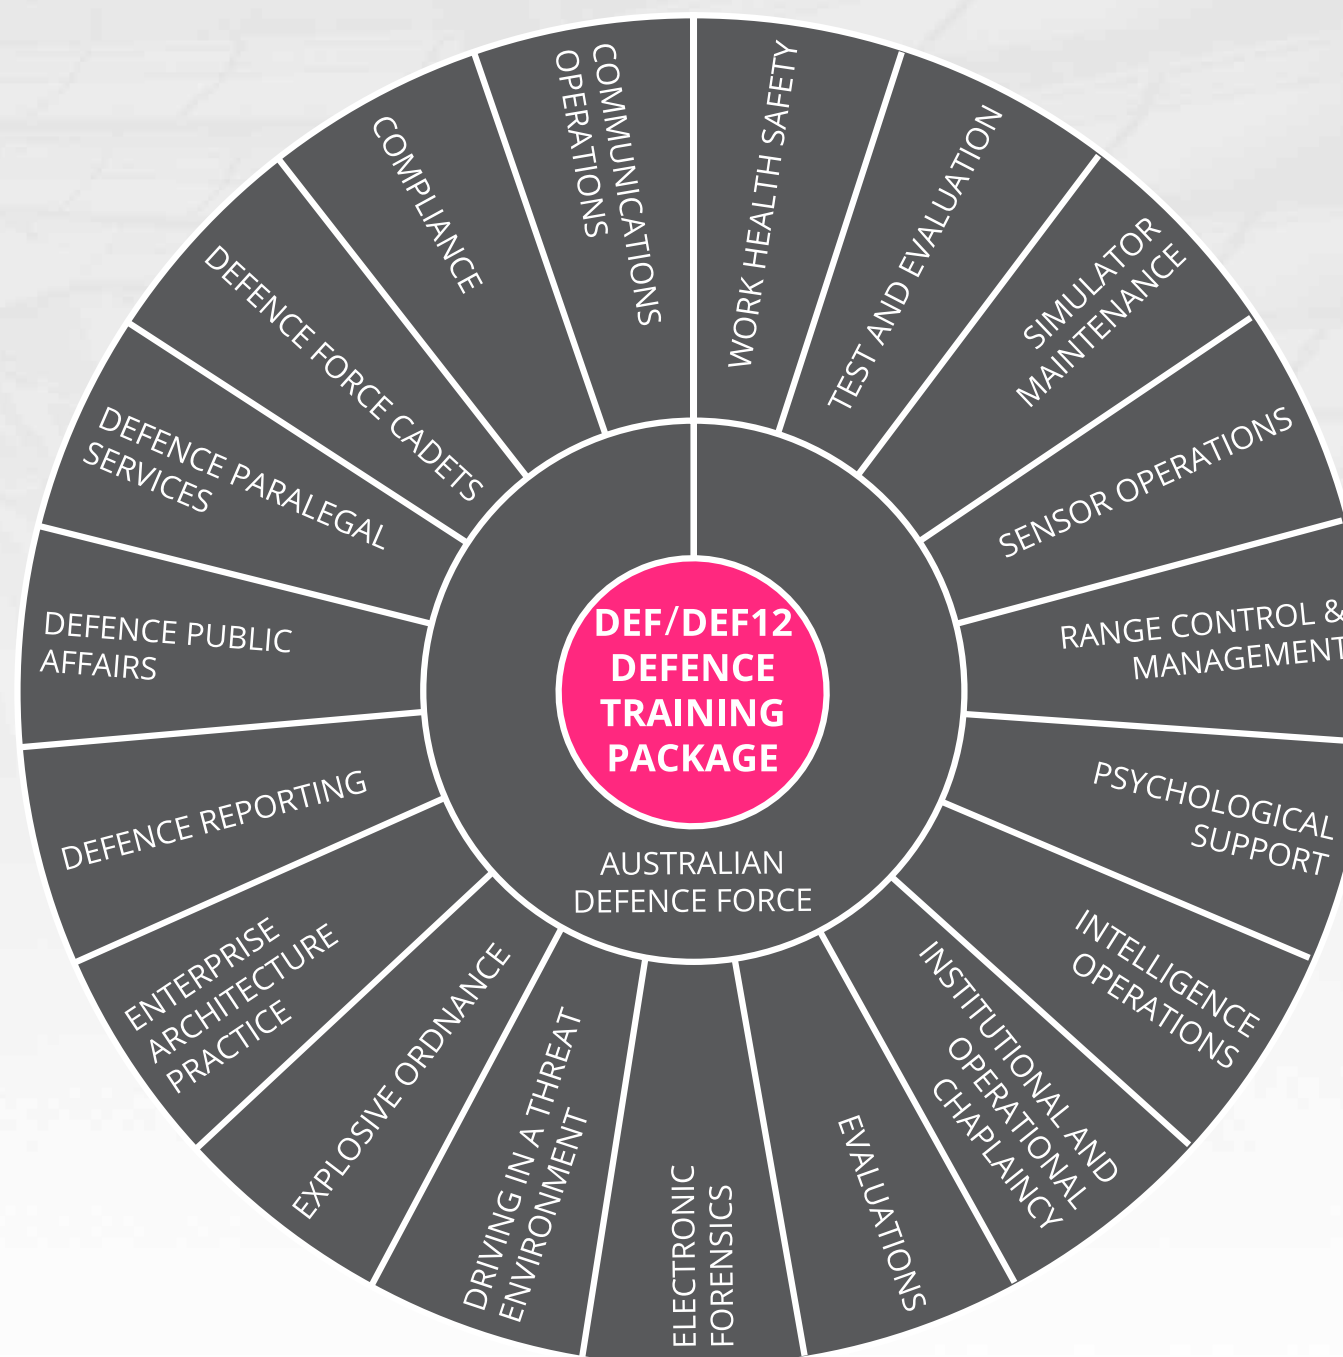 DEF/DEF12
DEFENCE
TRAINING
PACKAGE
AUSTRALIAN
DEFENCE FORCE
WORK HEALTH SAFETY
TEST AND EVALUATION
SIMULATOR
MAINTENANCE
SENSOR OPERATIONS
RANGE CONTROL &
MANAGEMENT
PSYCHOLOGICAL
SUPPORT
INTELLIGENCE
OPERATIONS
INSTITUTIONAL AND
OPERATIONAL
CHAPLAINCY
EVALUATIONS
ELECTRONIC
FORENSICS
DRIVING IN A THREAT
ENVIRONMENT
EXPLOSIVE ORDNANCE
ENTERPRISE
ARCHITECTURE
PRACTICE
DEFENCE REPORTING
DEFENCE PUBLIC
AFFAIRS
DEFENCE PARALEGAL
SERVICES
DEFENCE FORCE CADETS
COMPLIANCE
COMMUNICATIONS
OPERATIONS